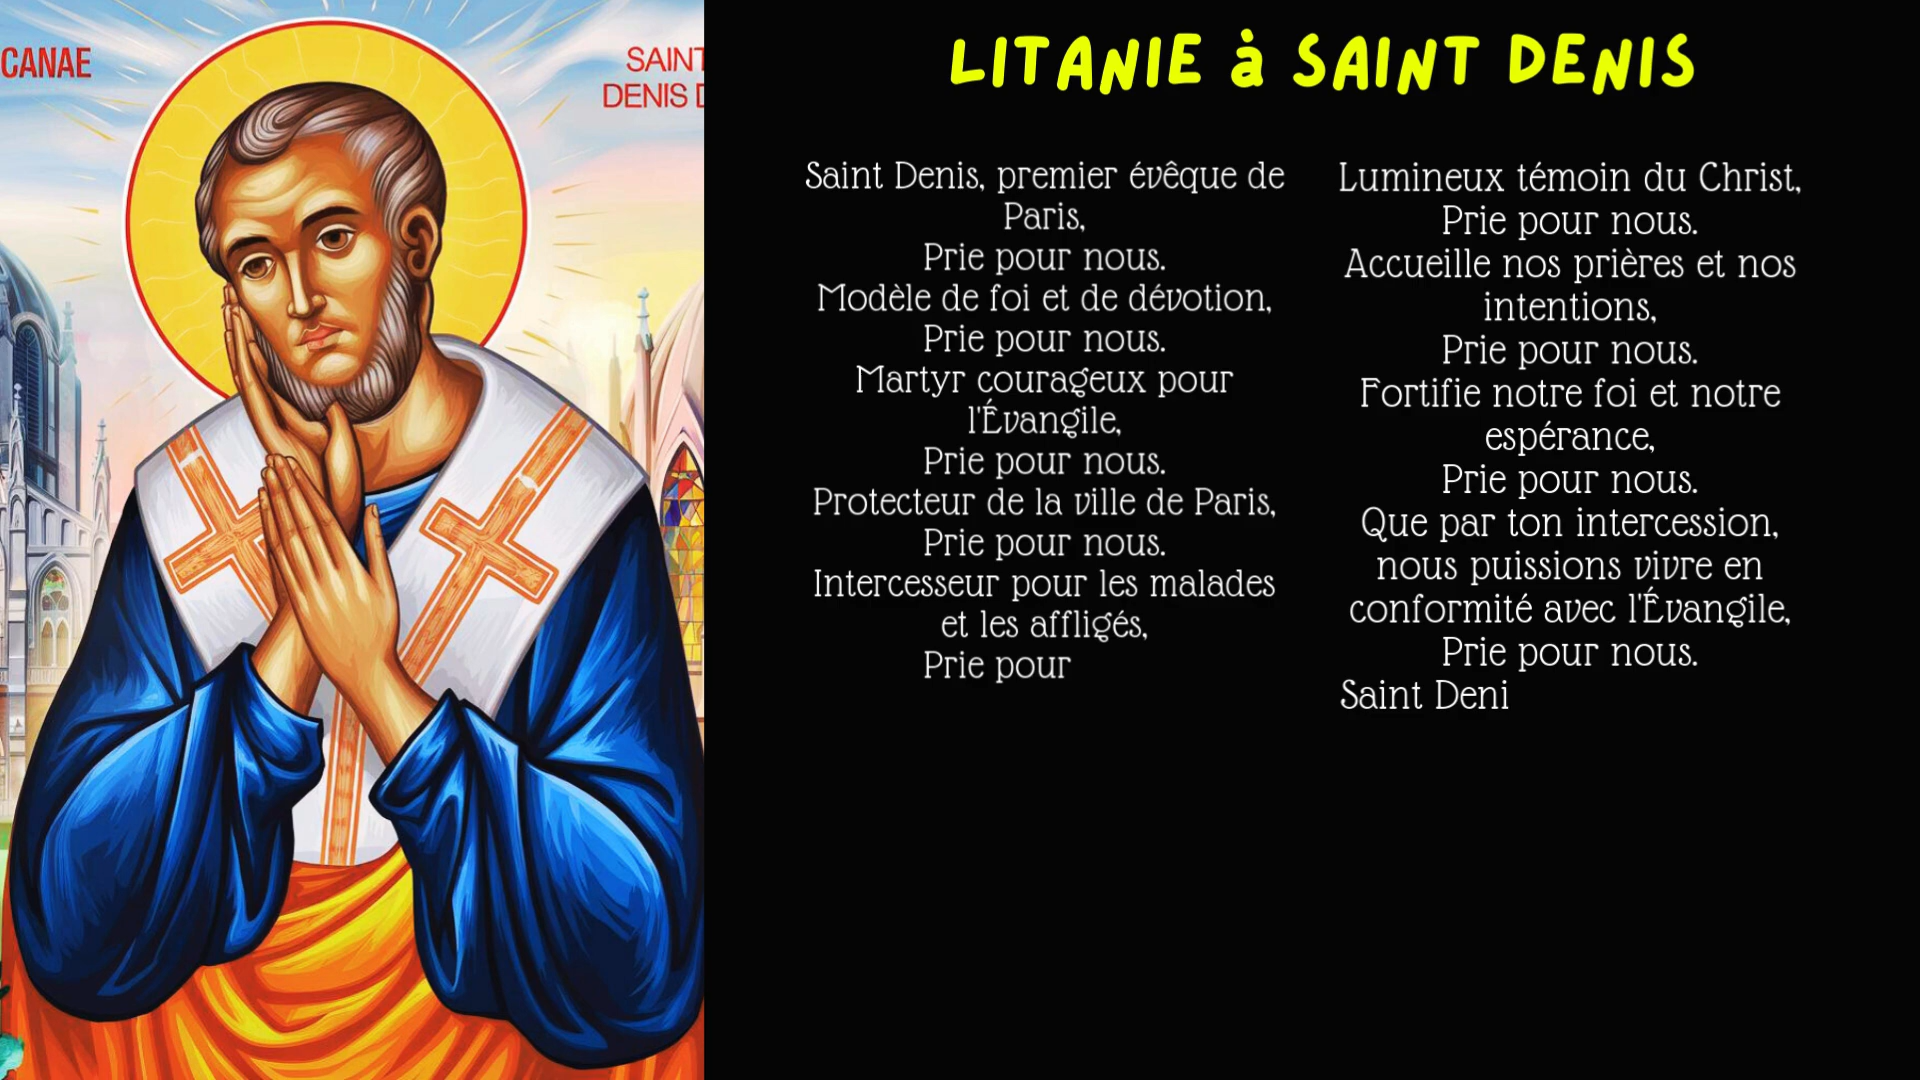 CANAE
SAINT
DENIS D
LITANIE à SAINT DENIS
Saint Denis, premier évêque de
Paris,
Prie pour nous.
Modèle de foi et de dévotion,
Prie pour nous.
Martyr courageux pour
l'Évangile,
Prie pour nous.
Protecteur de la ville de Paris,
Prie pour nous.
Intercesseur pour les malades
et les affligés,
Prie pour
Lumineux témoin du Christ,
Prie pour nous.
Accueille nos prières et nos
intentions,
Prie pour nous.
Fortifie notre foi et notre
espérance,
Prie pour nous.
Que par ton intercession,
nous puissions vivre en
conformité avec l'Évangile,
Prie pour nous.
Saint Deni